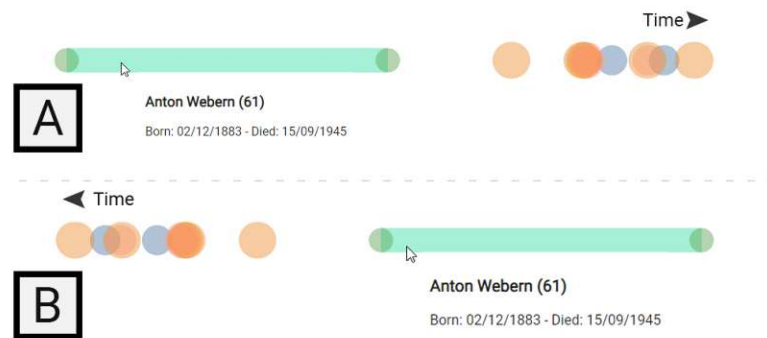 Time
Anton Webern (61)
A
Born: 02/12/1883 - Died: 15/09/1945
Time
Anton Webern (61)
B
Born: 02/12/1883 - Died: 15/09/1945